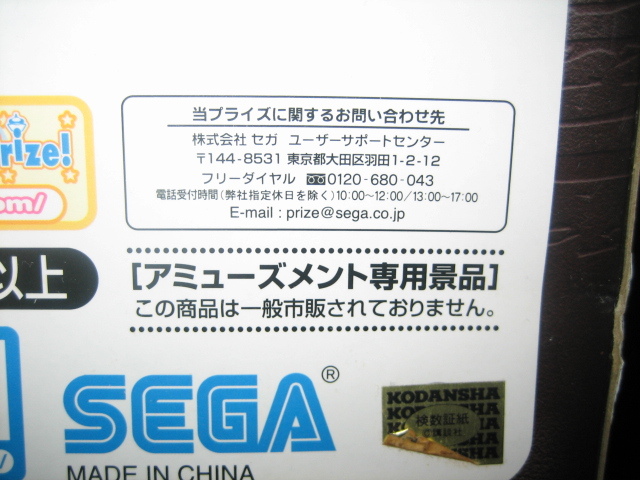 rize!
om/
当プライズに関するお問い合わせ先
株式会社 セガ ユーザーサポートセンター
〒144-8531 東京都大田区羽田1-2-12
フリーダイヤル 0120-680-043
電話受付時間(弊社指定休日を除く)10:00~12:00/13:00~17:00
E-mail : prize@sega.co.jp
以上
[アミューズメント専用景品]
この商品は一般市販されておりません。
SEGA®
MADE IN CHINA
KODANSHA
検数証紙